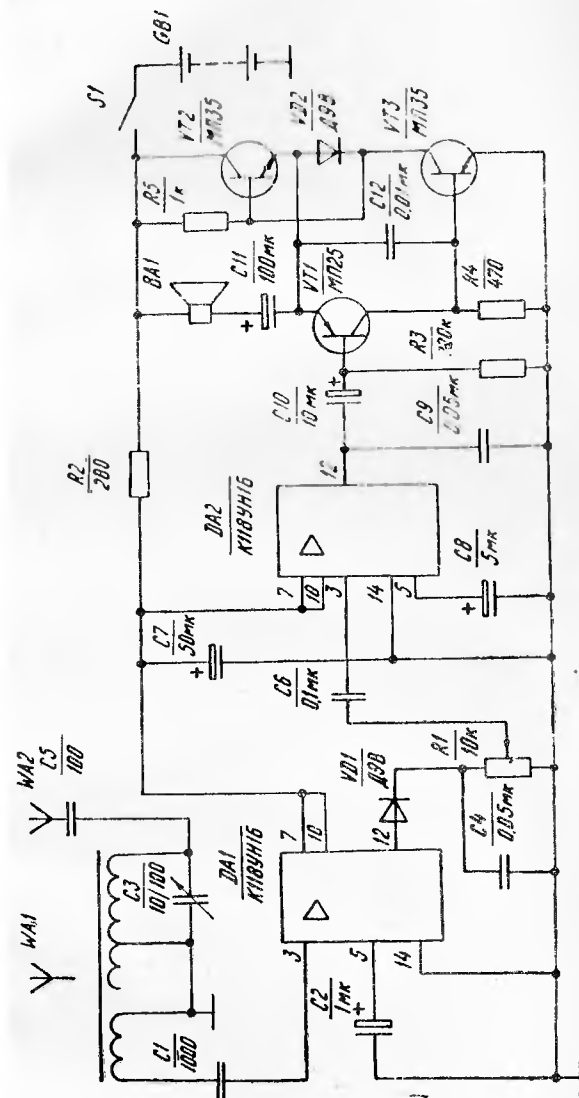 WA1
WA2
C5
100
C3
10/100
C1
1000
DA1
К118УН1Б
3
5
14
7
10
12
C2
1мк
+
VD1
Д9В
C4
0,05мк
R1
10к
C6
0,1мк
C7
50мк
+
R2
280
DA2
К118УН1Б
7
10
3
14
5
12
C8
5мк
+
C9
0,05мк
C10
10мк
+
R3
R4
470
VT1
МП25
C11
100мк
+
BA1
R5
1к
C12
0,01мк
VT2
МП35
VD2
Д9В
VT3
МП35
S1
GB1